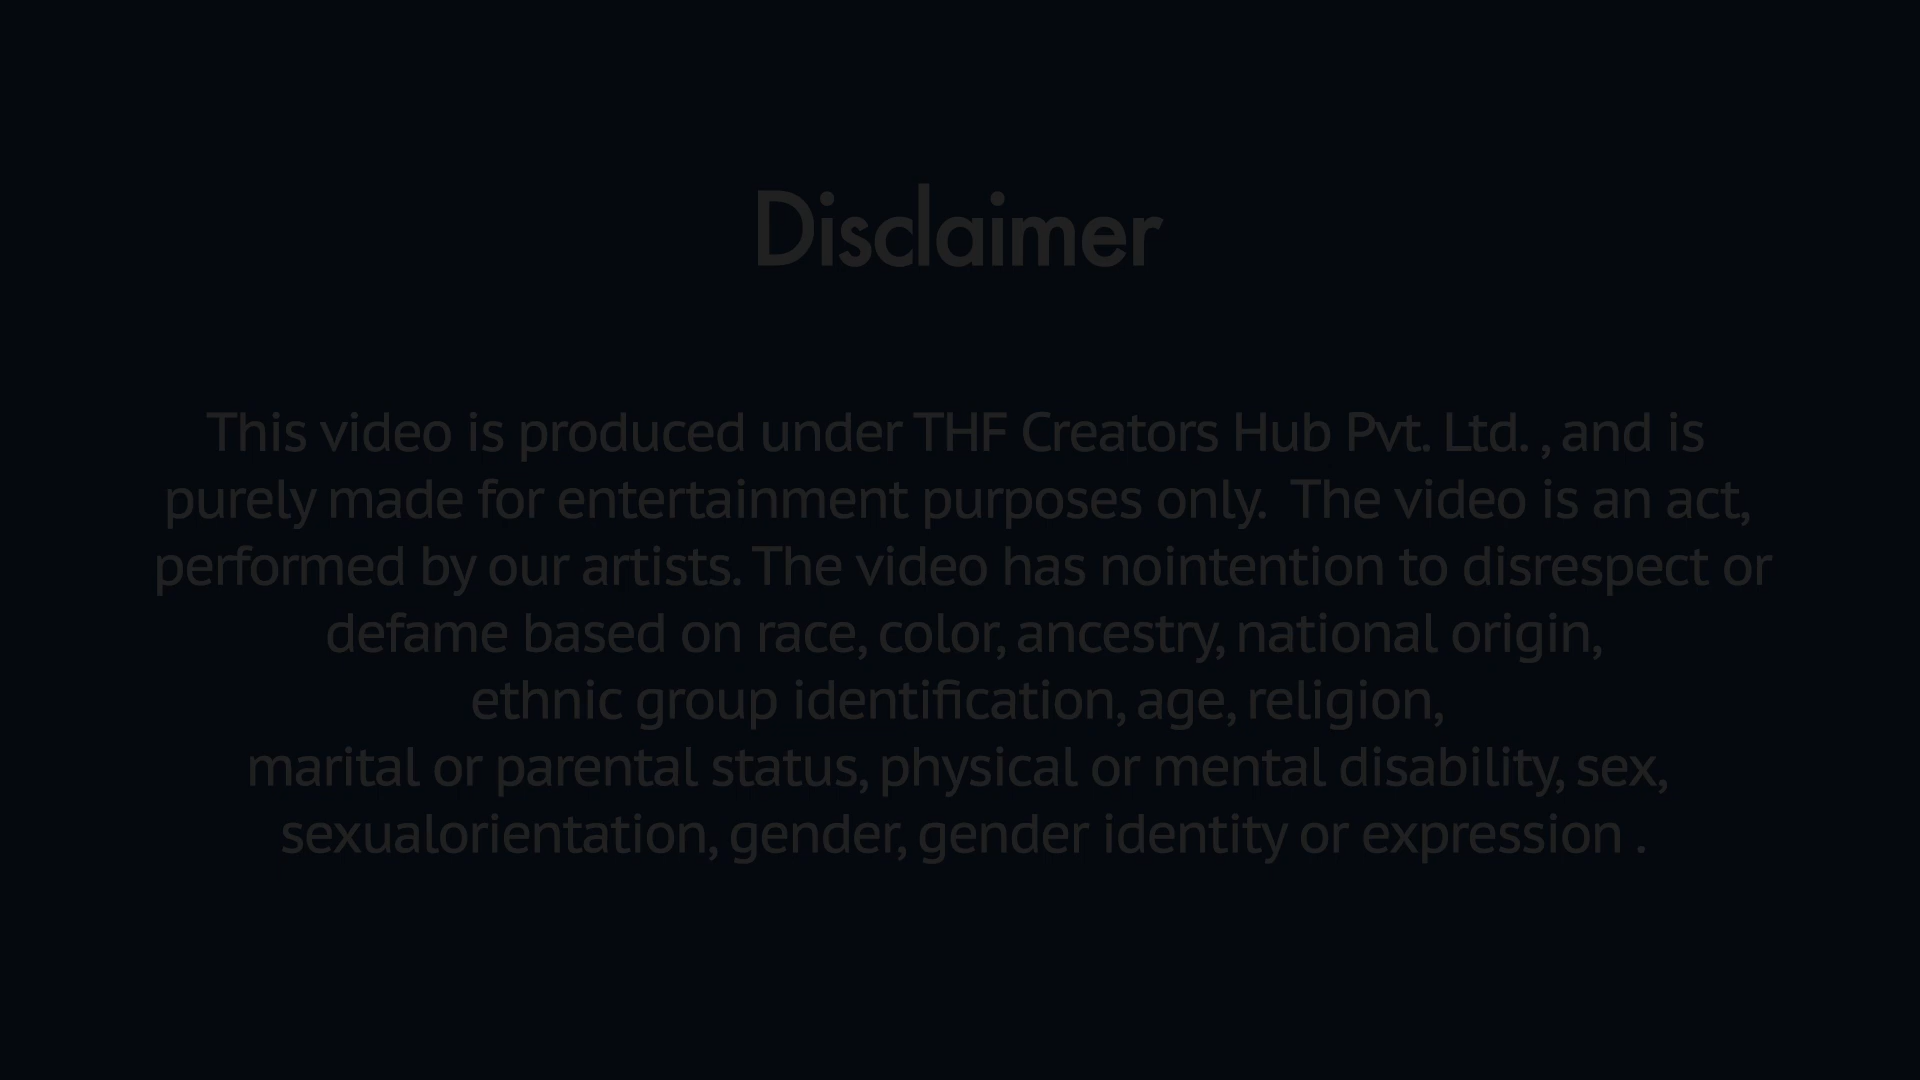 Disclaimer
This video is produced under THF Creators Hub Pvt. Ltd. , and is
purely made for entertainment purposes only.  The video is an act,
performed by our artists. The video has nointention to disrespect or
defame based on race, color, ancestry, national origin,
ethnic group identification, age, religion,
marital or parental status, physical or mental disability, sex,
sexualorientation, gender, gender identity or expression .